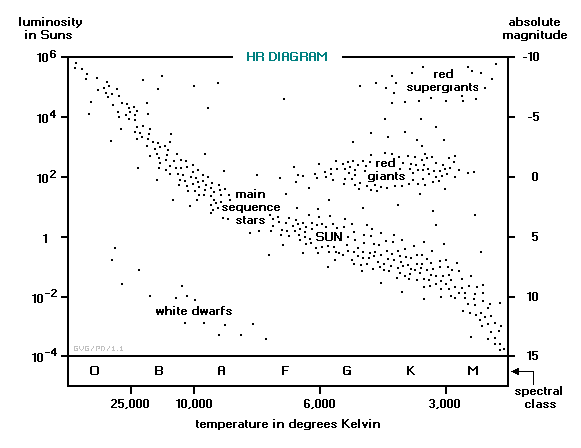 luminosity
in Suns
absolute
magnitude
HR DIAGRAM
10^6
-10
red
supergiants
10^4
-5
red
giants
10^2
0
main
sequence
stars
SUN
1
5
10^-2
10
white dwarfs
GVG/PD/1.1
10^-4
15
O B A F G K M
spectral
class
25,000 10,000 6,000 3,000
temperature in degrees Kelvin